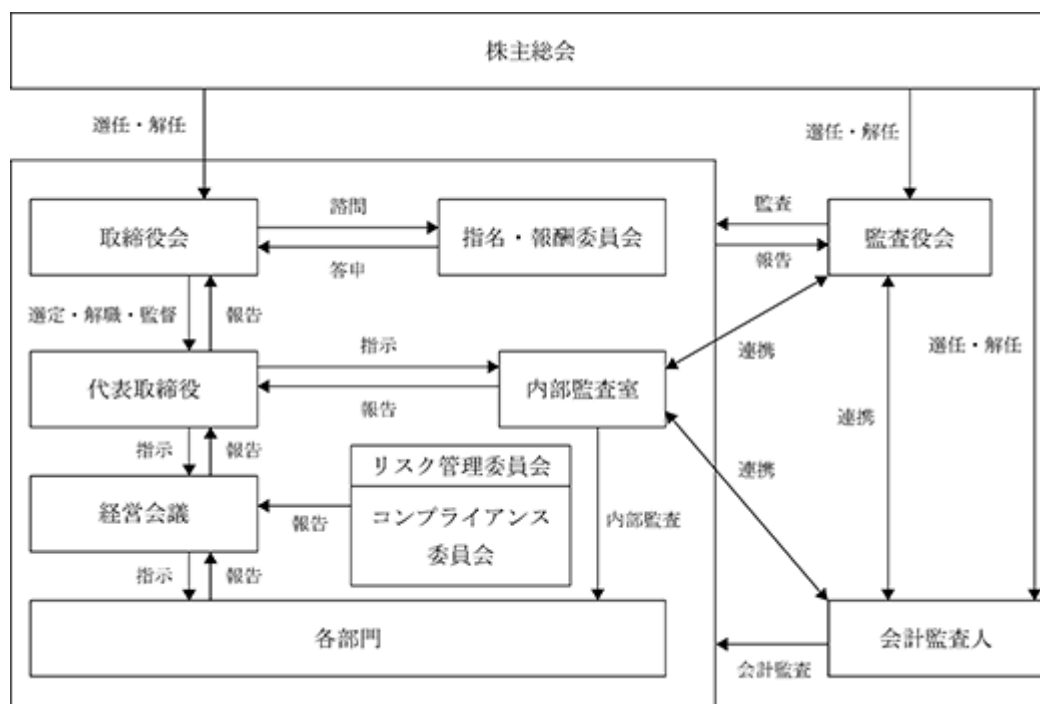 株主総会
選任・解任
選任・解任
取締役会
諮問
答申
指名・報酬委員会
監査
報告
監査役会
選定・解職・監督
報告
指示
報告
代表取締役
内部監査室
連携
選任・解任
指示
報告
リスク管理委員会
連携
連携
経営会議
報告
コンプライアンス
委員会
内部監査
指示
報告
各部門
会計監査
会計監査人